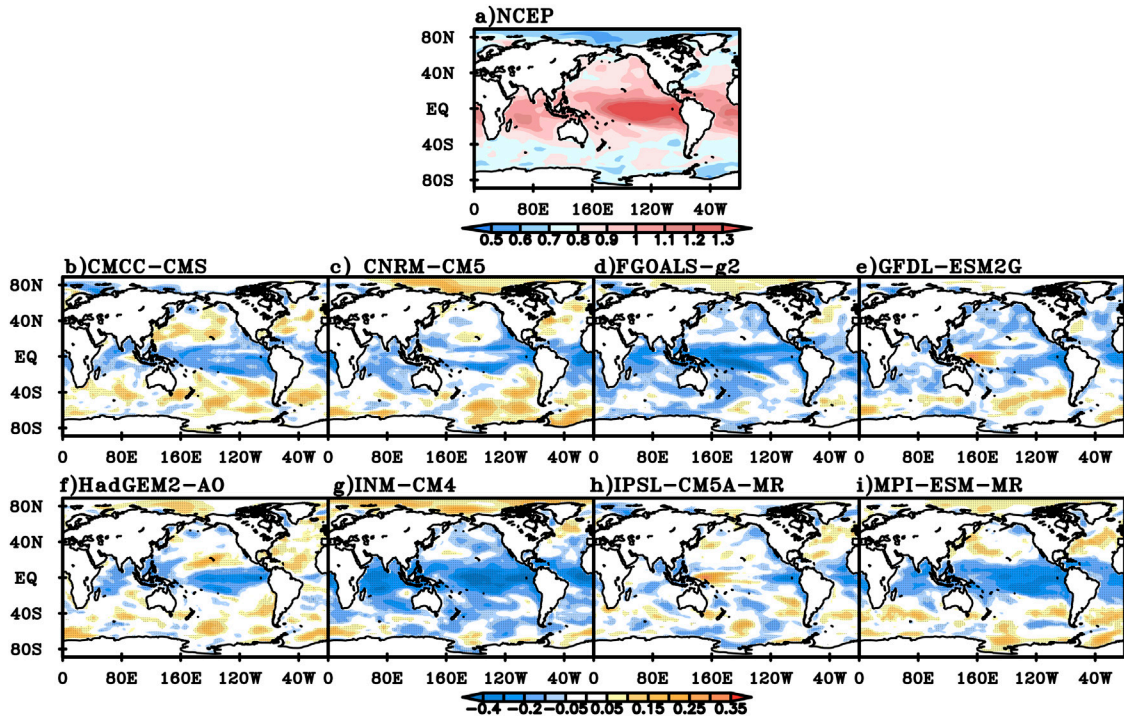 a)NCEP
80N
40N
EQ
40S
80S
0 80E 160E 120W 40W
0.5 0.6 0.7 0.8 0.9 1 1.1 1.2 1.3
b)CMCC-CMS c) CNRM-CM5 d)FGOALS-g2 e)GFDL-ESM2G
80N
40N
EQ
40S
80S
0 80E 160E 120W 40W 0 80E 160E 120W 40W 0 80E 160E 120W 40W 0 80E 160E 120W 40W
f)HadGEM2-AO g)INM-CM4 h)IPSL-CM5A-MR i)MPI-ESM-MR
80N
40N
EQ
40S
80S
0 80E 160E 120W 40W 0 80E 160E 120W 40W 0 80E 160E 120W 40W 0 80E 160E 120W 40W
-0.4 -0.2 -0.05 0.05 0.15 0.25 0.35